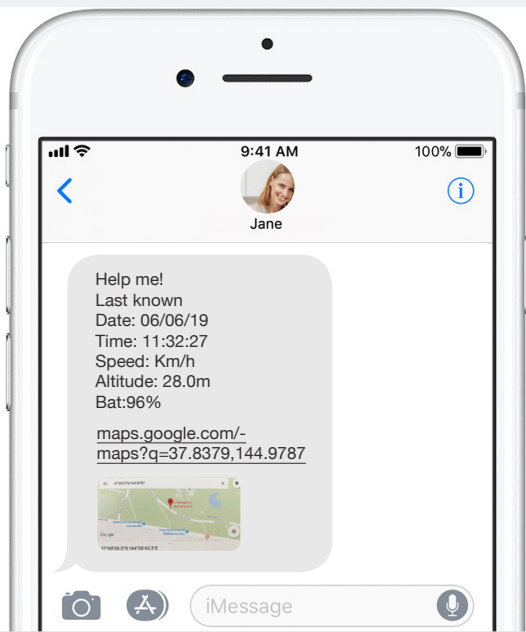 9:41 AM
100%
Jane
Help me!
Last known
Date: 06/06/19
Time: 11:32:27
Speed: Km/h
Altitude: 28.0m
Bat:96%
maps.google.com/-
maps?q=37.8379,144.9787
Google
iMessage